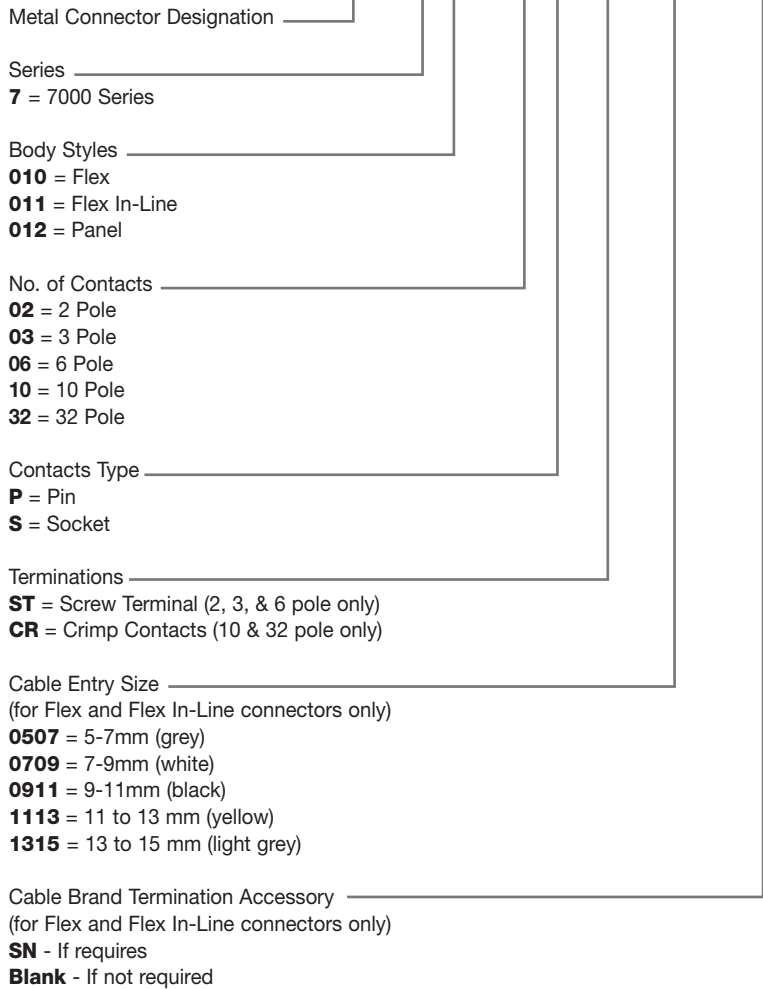 Metal Connector Designation
Series
7 = 7000 Series
Body Styles
010 = Flex
011 = Flex In-Line
012 = Panel
No. of Contacts
02 = 2 Pole
03 = 3 Pole
06 = 6 Pole
10 = 10 Pole
32 = 32 Pole
Contacts Type
P = Pin
S = Socket
Terminations
ST = Screw Terminal (2, 3, & 6 pole only)
CR = Crimp Contacts (10 & 32 pole only)
Cable Entry Size
(for Flex and Flex In-Line connectors only)
0507 = 5-7mm (grey)
0709 = 7-9mm (white)
0911 = 9-11mm (black)
1113 = 11 to 13 mm (yellow)
1315 = 13 to 15 mm (light grey)
Cable Brand Termination Accessory
(for Flex and Flex In-Line connectors only)
SN - If requires
Blank - If not required